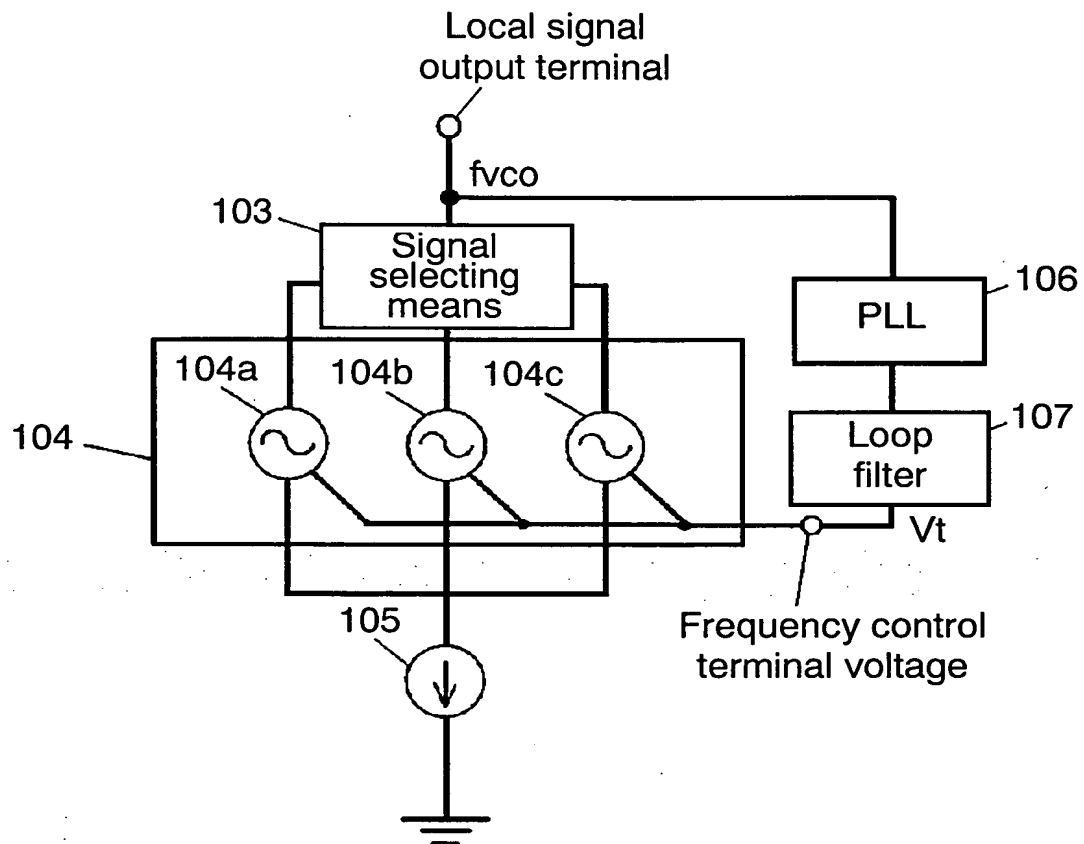 Local signal
output terminal
fvco
103
Signal
selecting
means
106
PLL
104a
104b
104c
107
104
Loop
filter
Vt
105
Frequency control
terminal voltage